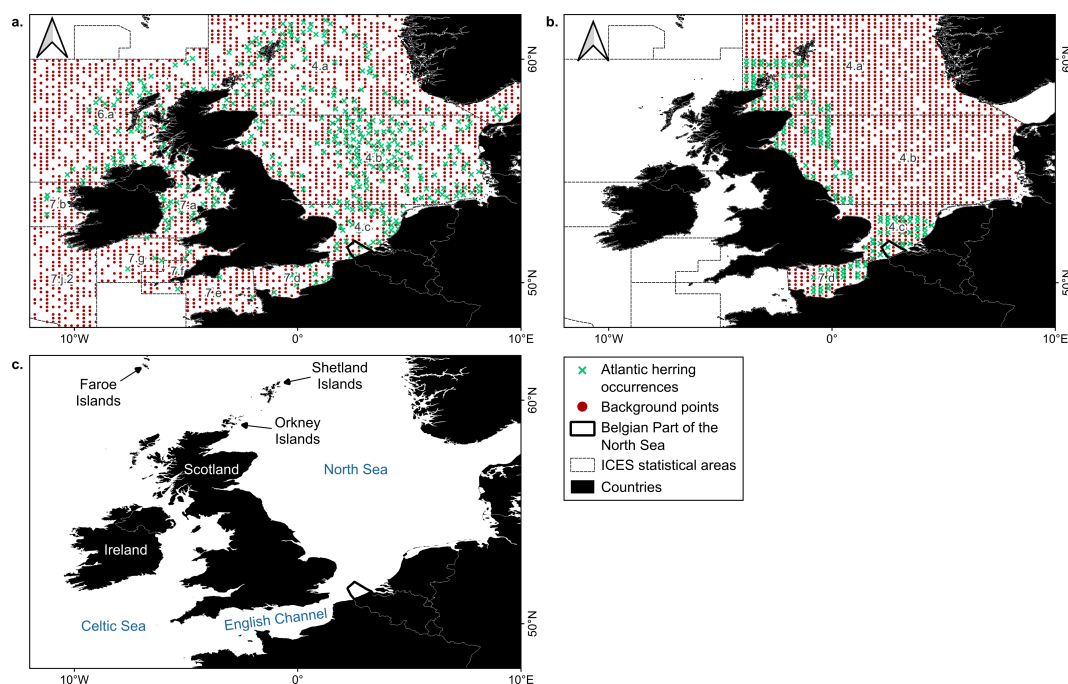 a.
60°N
4.a
6.a
4.b
7.b
7.a
4.c
7.g
7.f
7.j.2
7.d
7.e
50°N
10°W
0°
10°E
b.
60°N
4.a
4.b
4.c
7.d
50°N
10°W
0°
10°E
c.
Faroe
Islands
Shetland
Islands
60°N
Orkney
Islands
Scotland
North Sea
Ireland
Celtic Sea
English Channel
50°N
10°W
0°
10°E
Atlantic herring
occurrences
Background points
Belgian Part of the
North Sea
ICES statistical areas
Countries